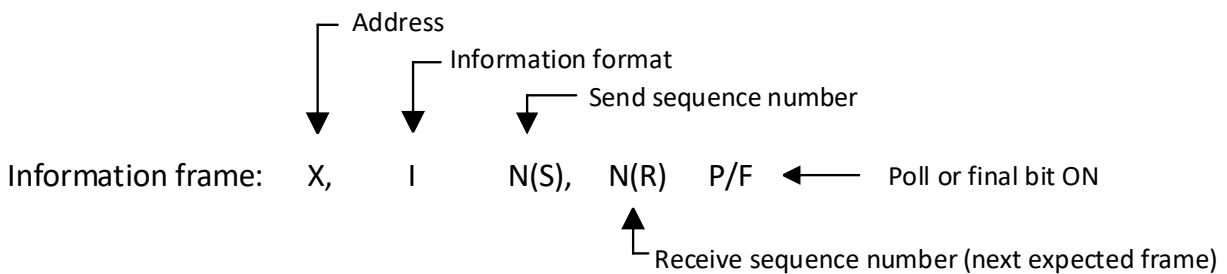 Address
Information format
Send sequence number
Information frame: X, I N(S), N(R) P/F Poll or final bit ON
Receive sequence number (next expected frame)